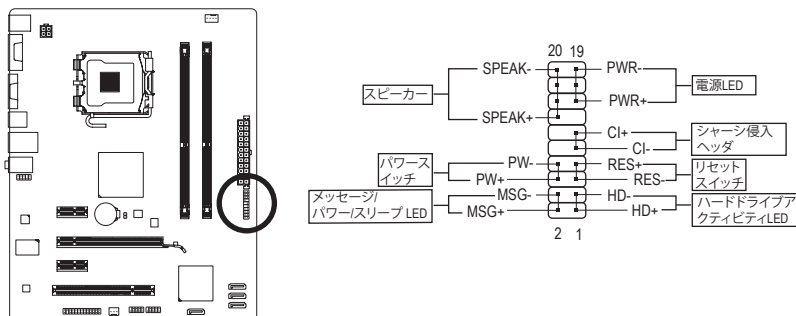 20 19
SPEAK-
PWR-
スピーカー
電源LED
PWR+
SPEAK+
CI+
シャーシ侵入
ヘッダ
CI-
パワース
イッチ
PW-
RES+
リセット
スイッチ
PW+
RES-
メッセージ/
パワー/スリープ LED
MSG-
HD-
ハードドライブア
クティビティLED
MSG+
HD+
2 1